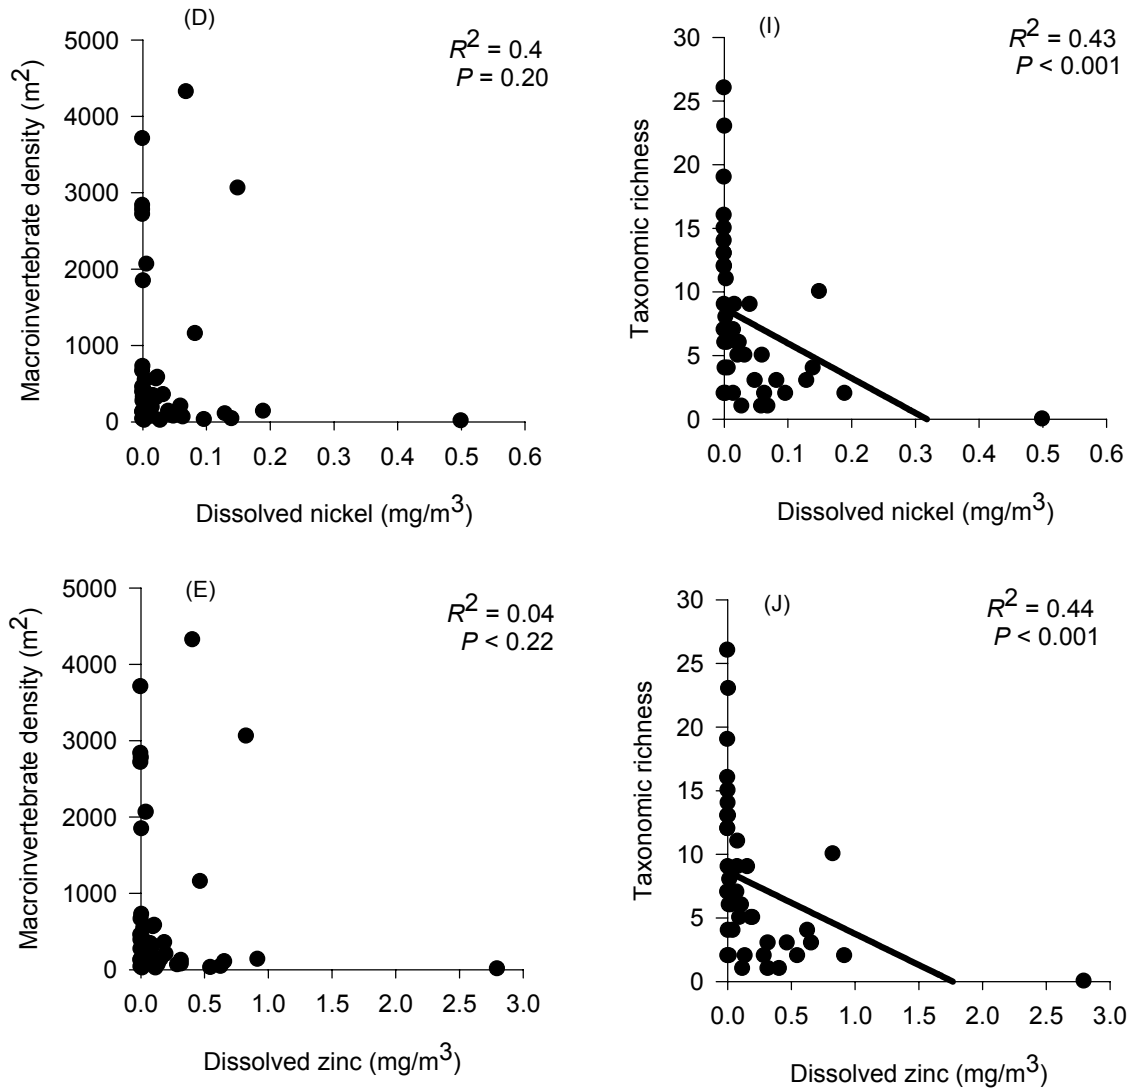 (D)
R² = 0.4
P = 0.20
5000
4000
3000
2000
1000
0
Macroinvertebrate density (m²)
0.0 0.1 0.2 0.3 0.4 0.5 0.6
Dissolved nickel (mg/m³)
(I)
R² = 0.43
P < 0.001
30
25
20
15
10
5
0
Taxonomic richness
0.0 0.1 0.2 0.3 0.4 0.5 0.6
Dissolved nickel (mg/m³)
(E)
R² = 0.04
P < 0.22
5000
4000
3000
2000
1000
0
Macroinvertebrate density (m²)
0.0 0.5 1.0 1.5 2.0 2.5 3.0
Dissolved zinc (mg/m³)
(J)
R² = 0.44
P < 0.001
30
25
20
15
10
5
0
Taxonomic richness
0.0 0.5 1.0 1.5 2.0 2.5 3.0
Dissolved zinc (mg/m³)